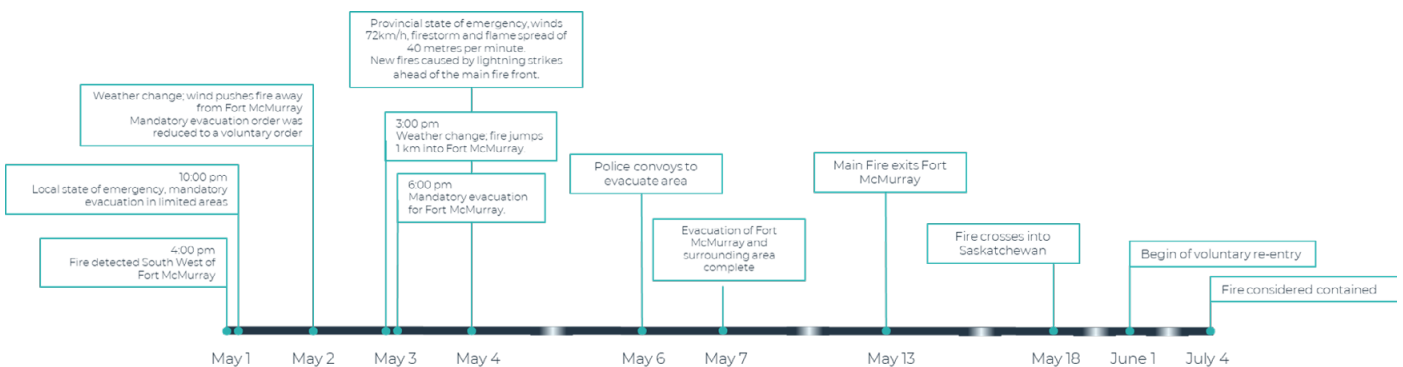 4:00 pm
Fire detected South West of
Fort McMurray
10:00 pm
Local state of emergency, mandatory
evacuation in limited areas
Weather change; wind pushes fire away
from Fort McMurray
Mandatory evacuation order was
reduced to a voluntary order
3:00 pm
Weather change, fire jumps
1 km into Fort McMurray.
6:00 pm
Mandatory evacuation
for Fort McMurray.
Provincial state of emergency, winds
72km/h, firestorm and flame spread of
40 metres per minute.
New fires caused by lightning strikes
ahead of the main fire front.
Police convoys to
evacuate area
Evacuation of Fort
McMurray and
surrounding area
complete
Main Fire exits Fort
McMurray
Fire crosses into
Saskatchewan
Begin of voluntary re-entry
Fire considered contained
May 1
May 2
May 3
May 4
May 6
May 7
May 13
May 18
June 1
July 4